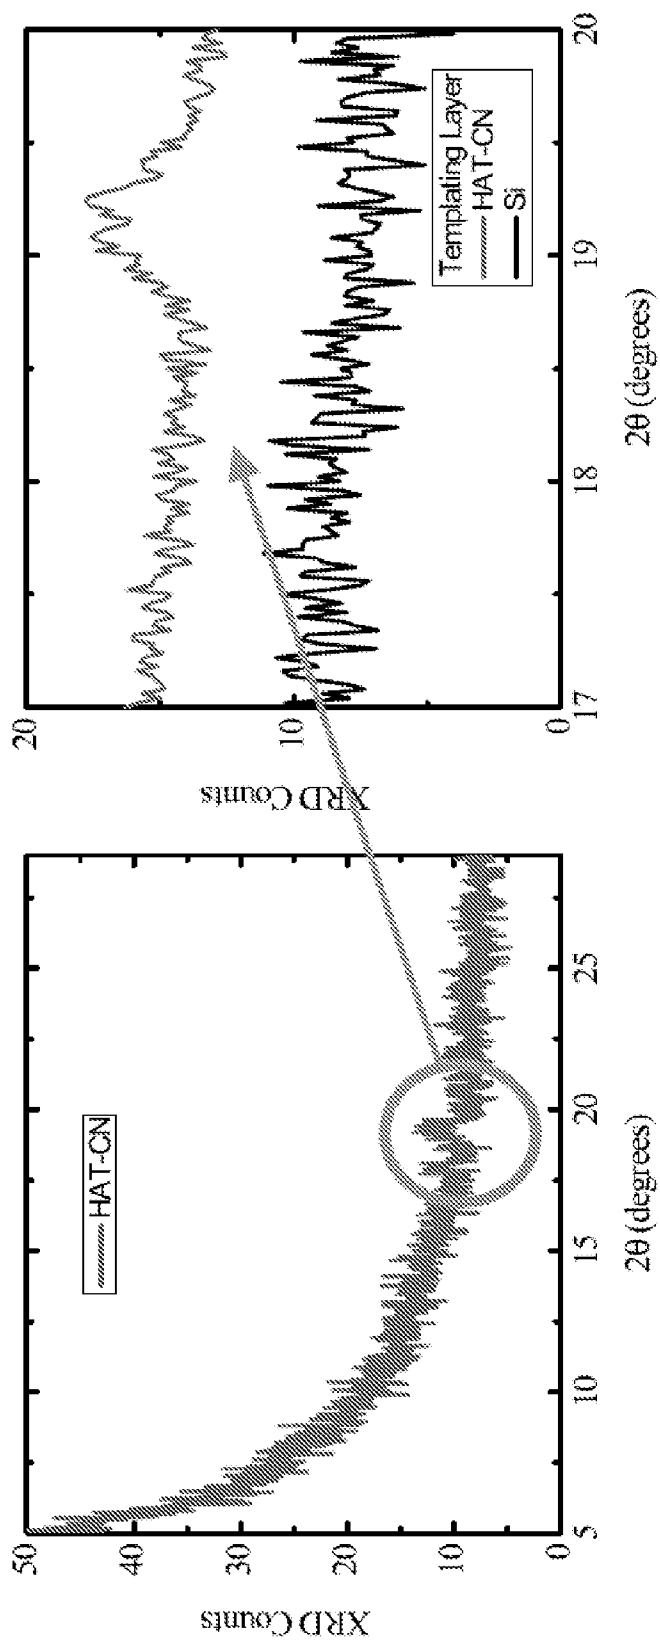 XRD Counts
50
40
30
20
10
0
HAT-CN
5
10
15
20
25
2θ (degrees)
XRD Counts
20
10
0
Templating Layer
HAT-CN
Si
17
18
19
20
2θ (degrees)